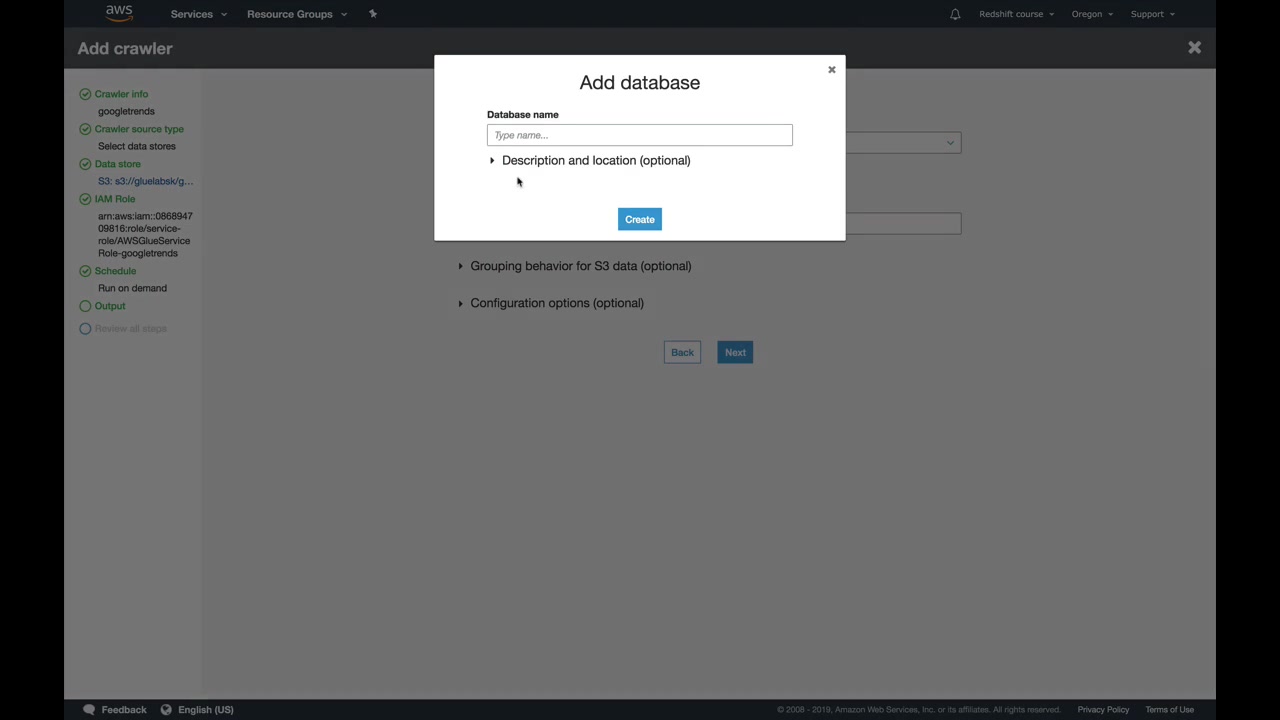 aws
Services
Resource Groups
Redshift course
Oregon
Support
Add crawler
Crawler info
googletrends
Crawler source type
Select data stores
Data store
S3: s3://gluelabsk/g...
IAM Role
arn:aws:iam::0868947
09816:role/service-
role/AWSGlueService
Role-googletrends
Schedule
Run on demand
Output
Review all steps
Add database
Database name
Type name...
Description and location (optional)
Create
Grouping behavior for S3 data (optional)
Configuration options (optional)
Back
Next
Feedback
English (US)
© 2008 - 2019, Amazon Web Services, Inc. or its affiliates. All rights reserved.
Privacy Policy
Terms of Use